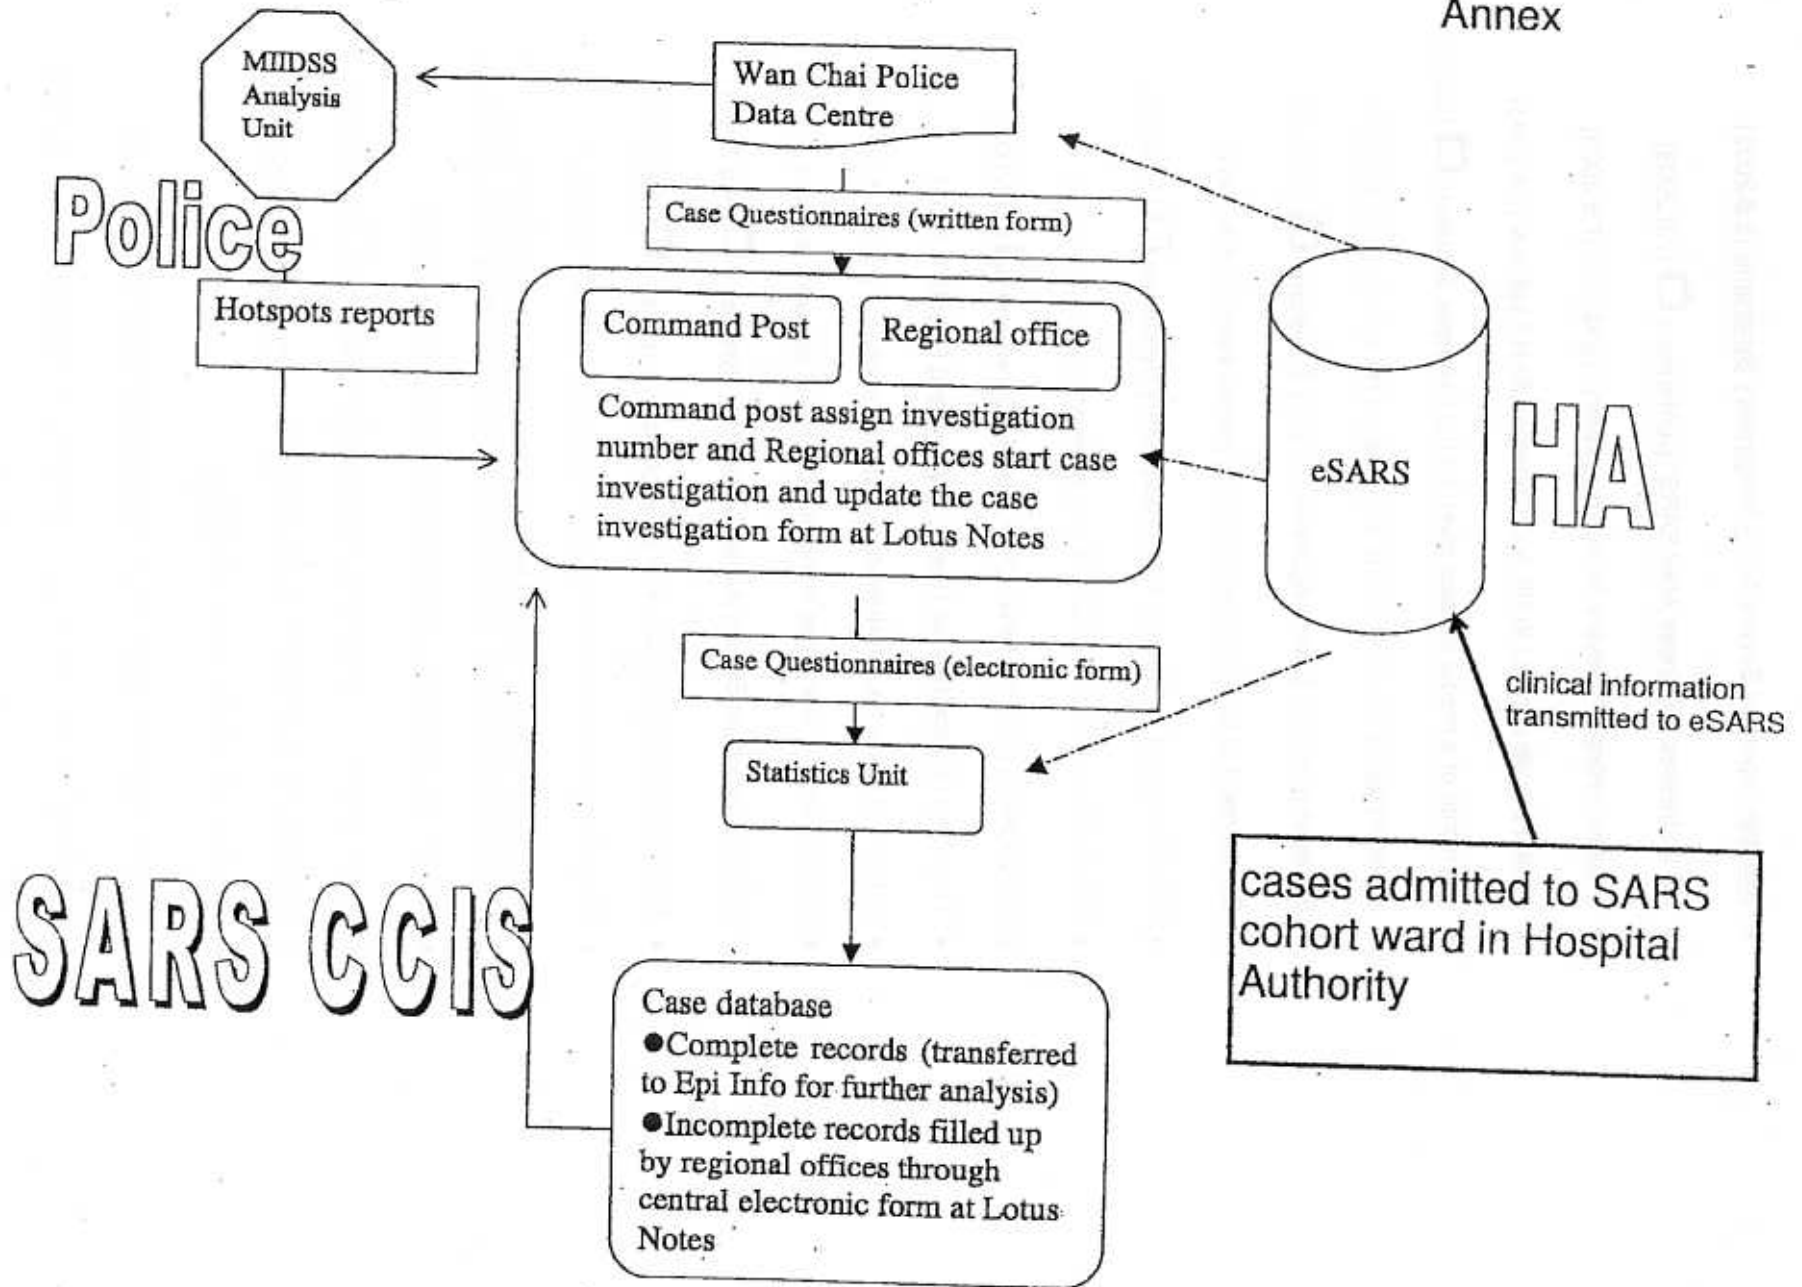 Annex
MIIDSS
Analysis
Unit
Wan Chai Police
Data Centre
Police
Case Questionnaires (written form)
Hotspots reports
Command Post
Regional office
Command post assign investigation
number and Regional offices start case
investigation and update the case
investigation form at Lotus Notes
eSARS
HA
Case Questionnaires (electronic form)
clinical information
transmitted to eSARS
Statistics Unit
SARS CCIS
cases admitted to SARS
cohort ward in Hospital
Authority
Case database
●Complete records (transferred
to Epi Info for further analysis)
●Incomplete records filled up
by regional offices through
central electronic form at Lotus
Notes